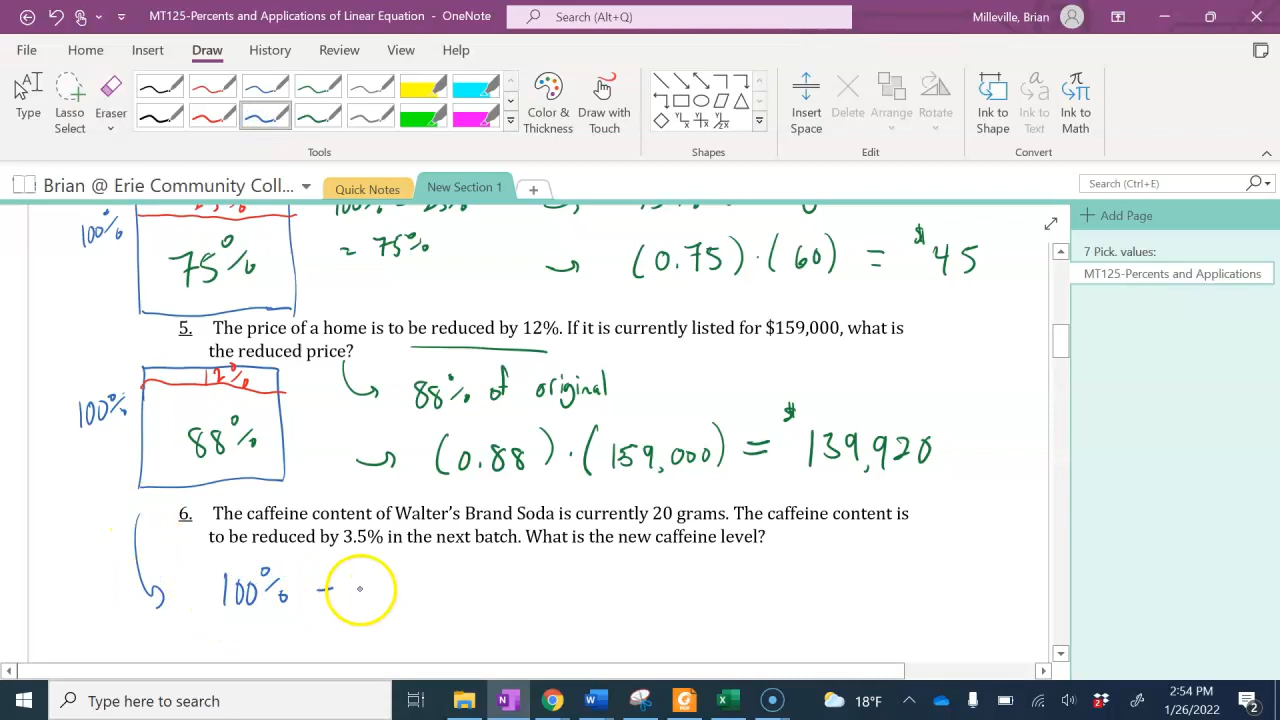 MT125-Percents and Applications of Linear Equation - OneNote
Search (Alt+Q)
Milleville, Brian
File Home Insert Draw History Review View Help
Type
Lasso Select
Eraser
Color & Thickness
Draw with Touch
Insert Space
Delete
Arrange
Rotate
Ink to Shape
Ink to Text
Ink to Math
Tools
Shapes
Edit
Convert
Brian @ Erie Community Coll...
Quick Notes
New Section 1
Search (Ctrl+E)
Add Page
7 Pick. values:
MT125-Percents and Applications
100%
75%
= 75%
(0.75) · (60) = $45
5. The price of a home is to be reduced by 12%. If it is currently listed for $159,000, what is
the reduced price?
12%
100%
88%
88% of original
(0.88) · (159,000) = $139,920
6. The caffeine content of Walter's Brand Soda is currently 20 grams. The caffeine content is
to be reduced by 3.5% in the next batch. What is the new caffeine level?
100% -
Type here to search
18°F
2:54 PM
1/26/2022
2